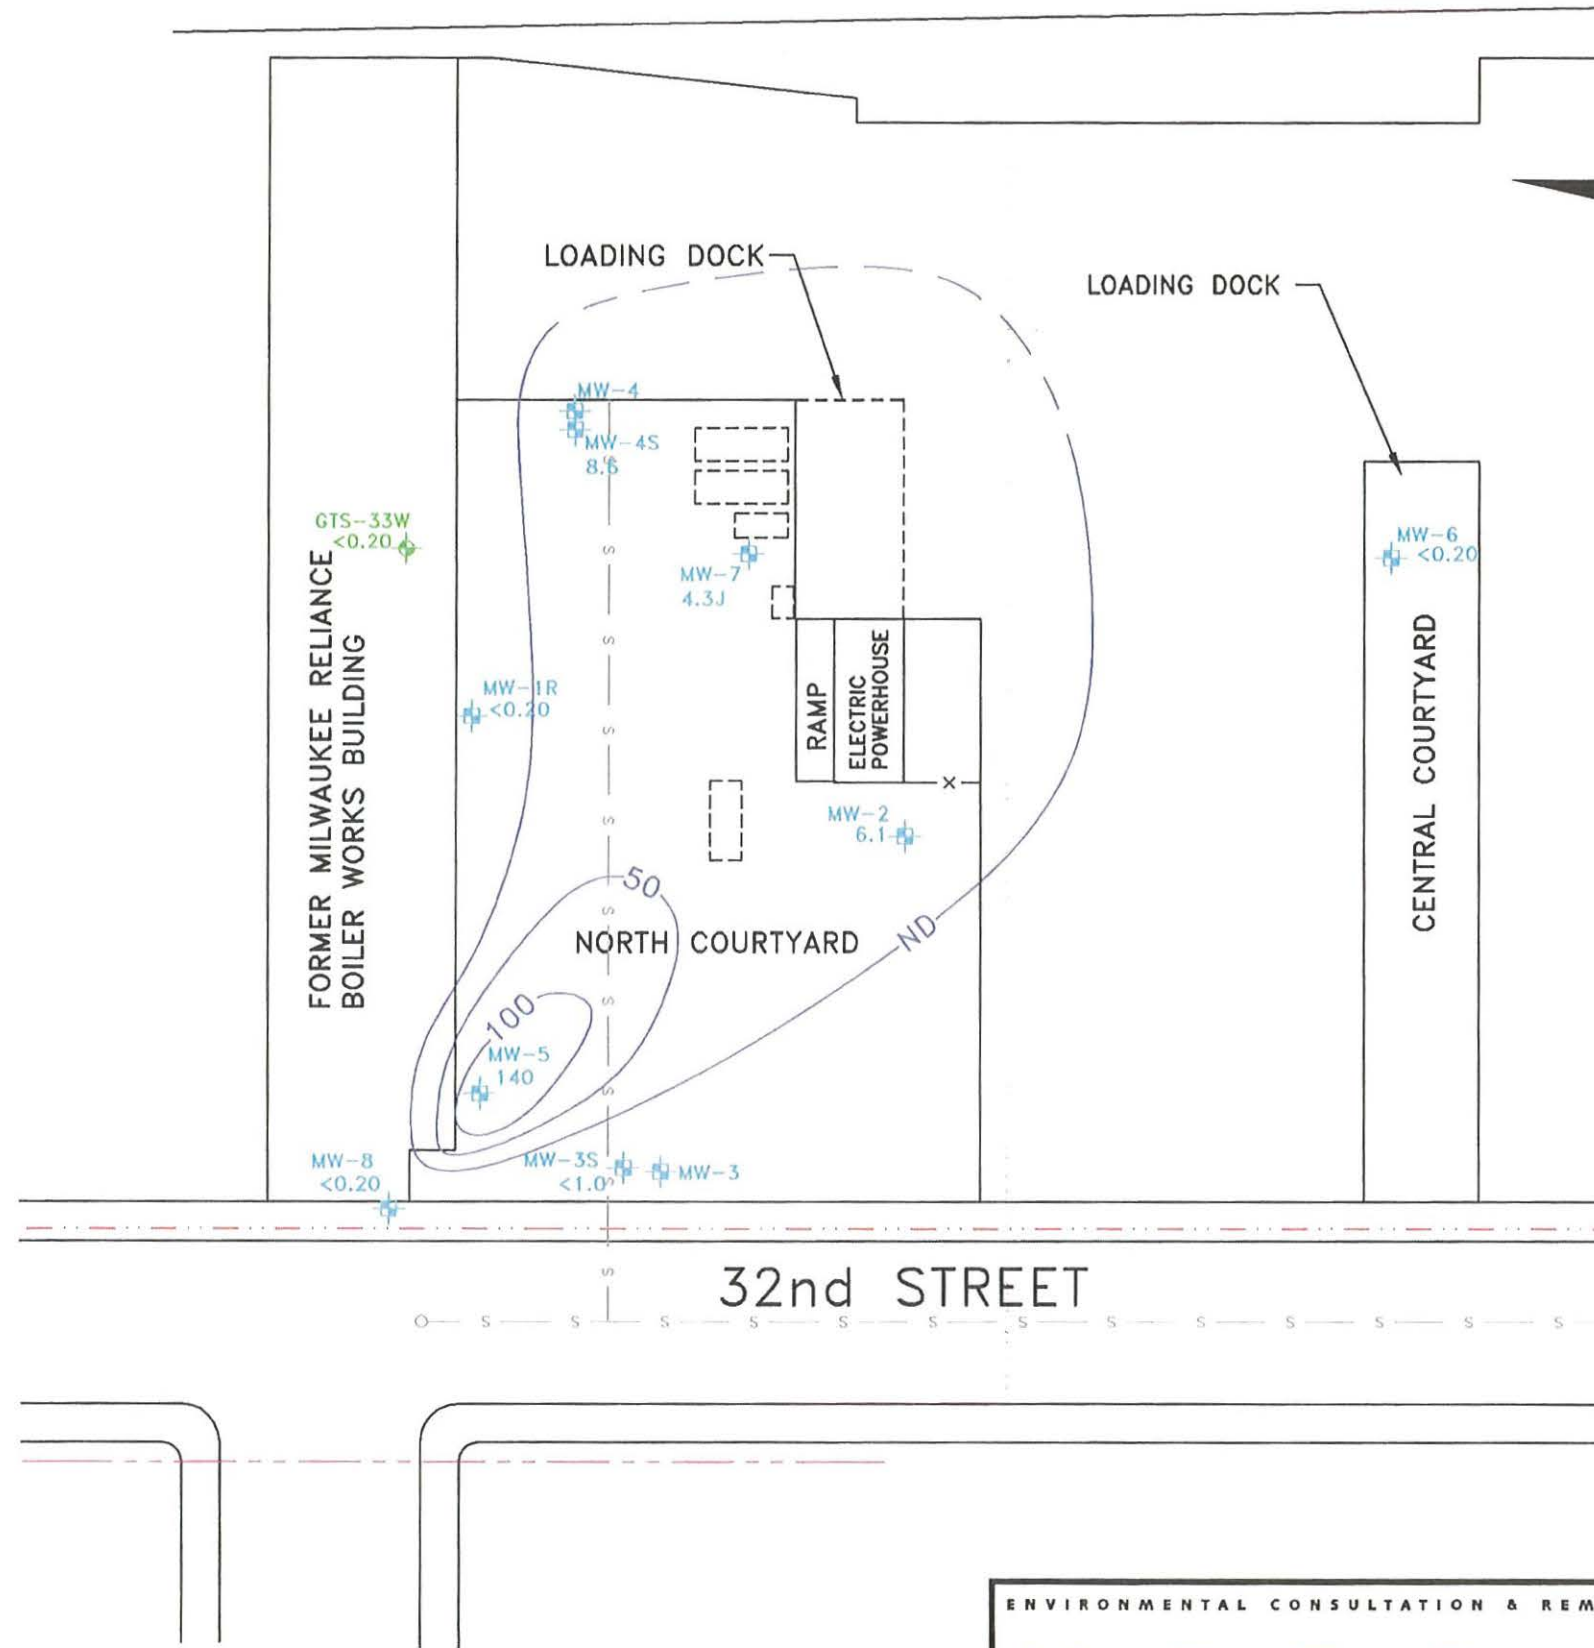 LOADING DOCK
LOADING DOCK
MW-4
MW-4S
8.6
GTS-33W
<0.20
MW-6
<0.20
MW-7
4.3J
FORMER MILWAUKEE RELIANCE
BOILER WORKS BUILDING
MW-1R
<0.20
RAMP
ELECTRIC
POWERHOUSE
CENTRAL COURTYARD
X
MW-2
6.1
50
NORTH COURTYARD
ND
100
MW-5
140
MW-8
<0.20
MW-3S
<1.0
MW-3
S S S S S S S S S
32nd STREET
S S S S S S S S S S S S S
ENVIRONMENTAL CONSULTATION & REM